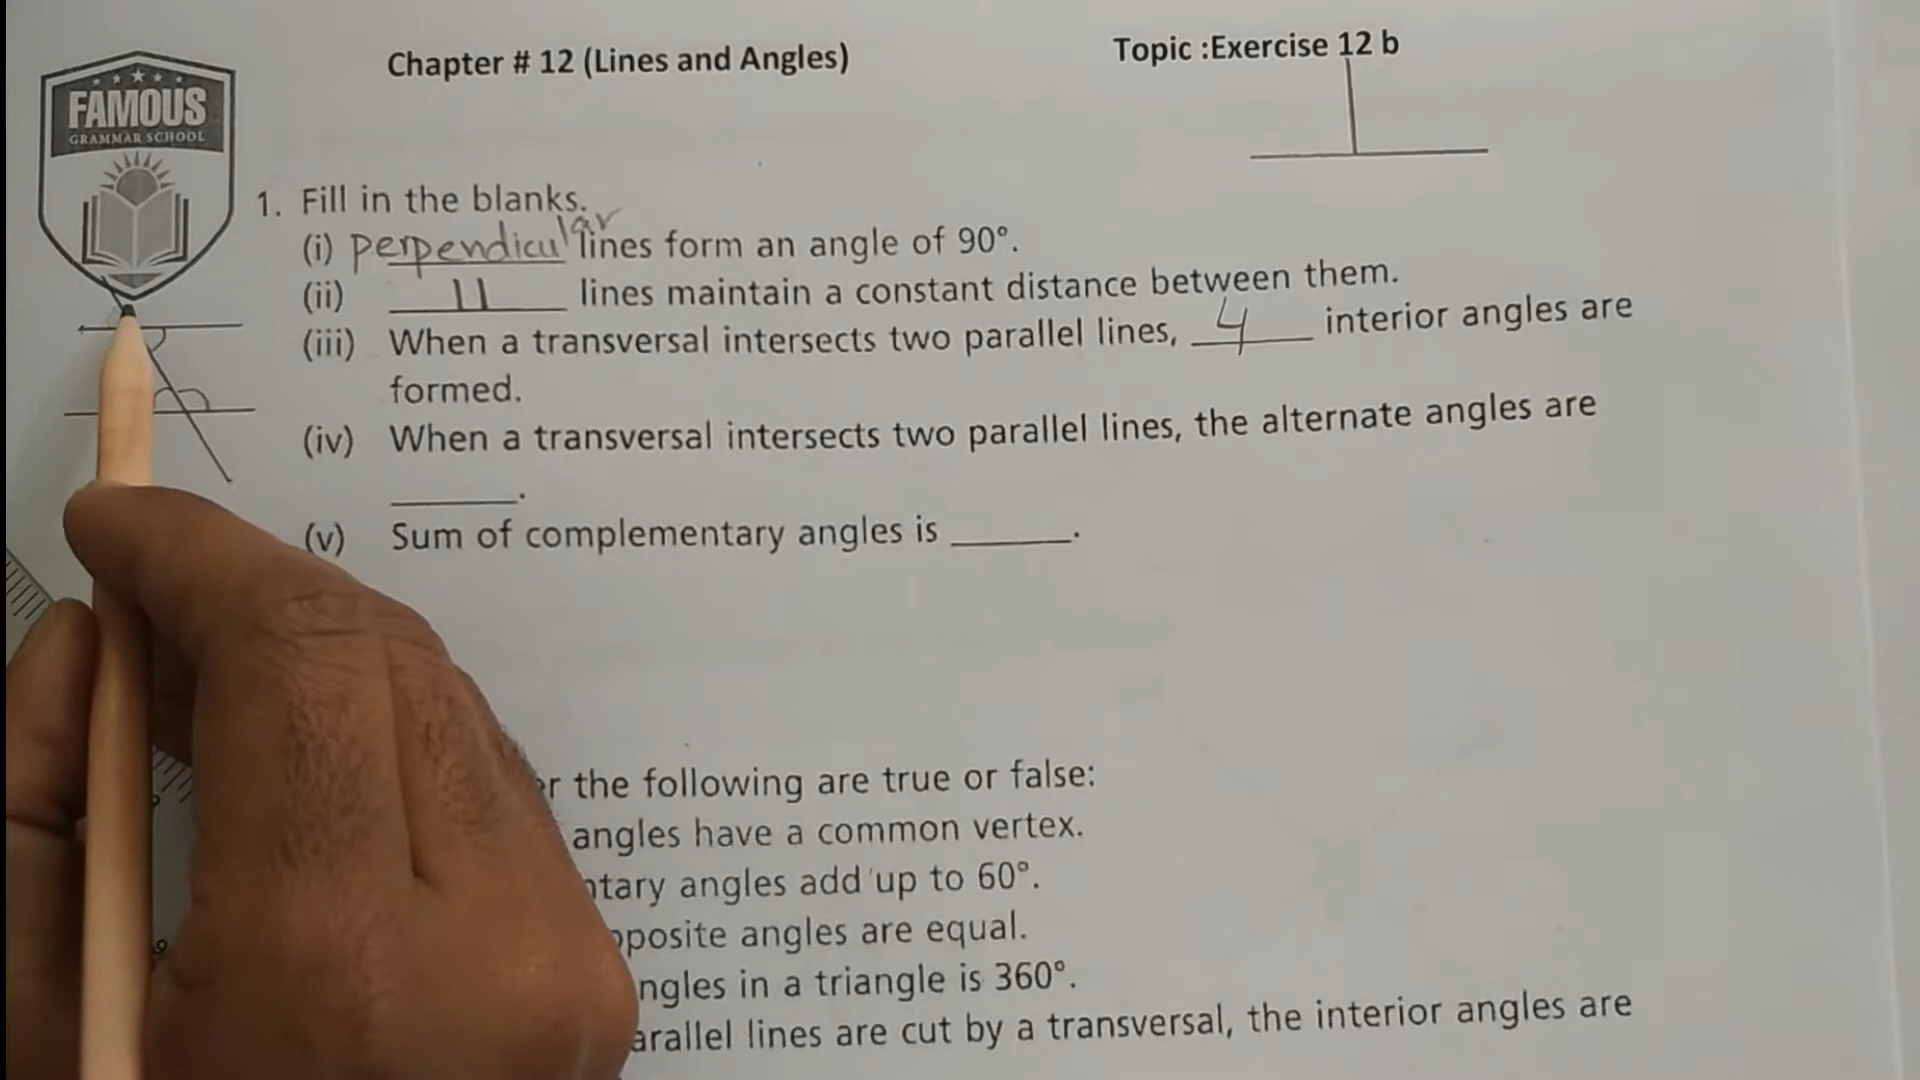 Chapter # 12 (Lines and Angles)
Topic :Exercise 12 b
FAMOUS
GRAMMAR SCHOOL
1. Fill in the blanks.
(i) perpendicular lines form an angle of 90°.
(ii) || lines maintain a constant distance between them.
(iii) When a transversal intersects two parallel lines, 4 interior angles are
formed.
(iv) When a transversal intersects two parallel lines, the alternate angles are
______.
(v) Sum of complementary angles is ______.
the following are true or false:
angles have a common vertex.
angles add up to 60°.
angles are equal.
in a triangle is 360°.
lines are cut by a transversal, the interior angles are